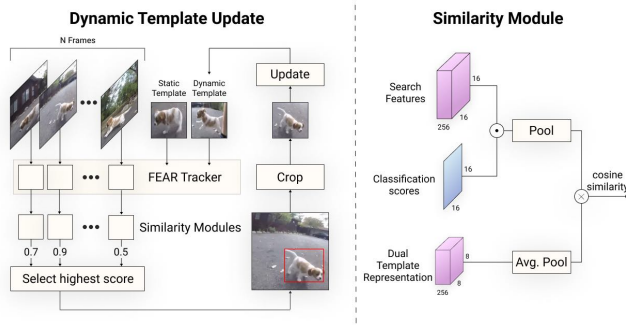 Dynamic Template Update
N Frames
Static
Template
Dynamic
Template
Update
FEAR Tracker
Crop
Similarity Modules
0.7
0.9
0.5
Select highest score
Similarity Module
Search
Features
16
16
256
Pool
Classification
scores
16
16
cosine
similarity
Dual
Template
Representation
8
8
256
Avg. Pool